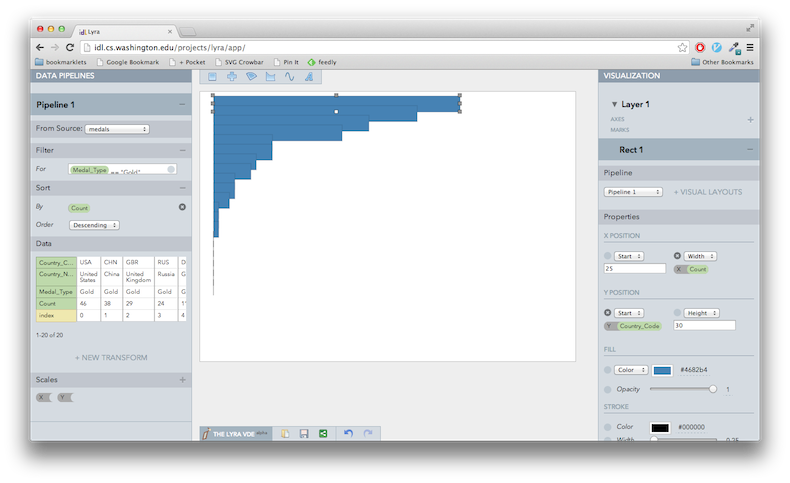 Lyra
idl.cs.washington.edu/projects/lyra/app/
bookmarklets Google Bookmark + Pocket SVG Crowbar Pin It feedly Other Bookmarks
DATA PIPELINES
Pipeline 1
From Source: medals
Filter
For Medal_Type == "Gold"
Sort
By Count
Order Descending
Data
Country_C... USA CHN GBR RUS D
Country_N... United States China United Kingdom Russia G
Medal_Type Gold Gold Gold Gold G
Count 46 38 29 24 11
index 0 1 2 3 4
1-20 of 20
+ NEW TRANSFORM
Scales
X Y
THE LYRA VDE alpha
VISUALIZATION
Layer 1
AXES
MARKS
Rect 1
Pipeline
Pipeline 1 + VISUAL LAYOUTS
Properties
X POSITION
Start Width
25 X Count
Y POSITION
Start Height
Y Country_Code 30
FILL
Color #4682b4
Opacity 1
STROKE
Color #000000
Width 0.25